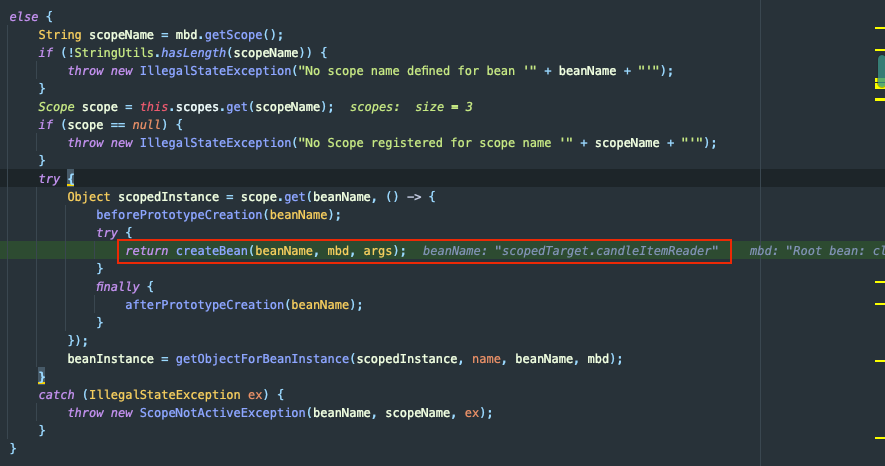 else {
    String scopeName = mbd.getScope();
    if (!StringUtils.hasLength(scopeName)) {
        throw new IllegalStateException("No scope name defined for bean '" + beanName + "'");
    }
    Scope scope = this.scopes.get(scopeName);  scopes:  size = 3
    if (scope == null) {
        throw new IllegalStateException("No Scope registered for scope name '" + scopeName + "'");
    }
    try {
        Object scopedInstance = scope.get(beanName, () -> {
            beforePrototypeCreation(beanName);
            try {
                return createBean(beanName, mbd, args);  beanName: "scopedTarget.candleItemReader"    mbd: "Root bean: cl
            }
            finally {
                afterPrototypeCreation(beanName);
            }
        });
        beanInstance = getObjectForBeanInstance(scopedInstance, name, beanName, mbd);
    }
    catch (IllegalStateException ex) {
        throw new ScopeNotActiveException(beanName, scopeName, ex);
    }
}